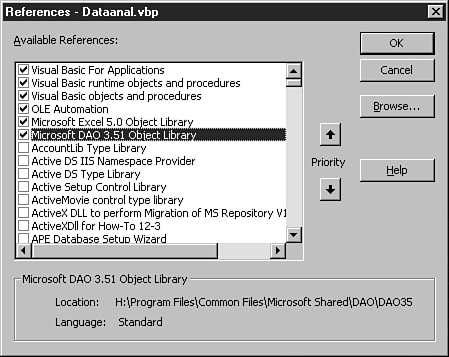 References - Dataanal.vbp
Available References:
Visual Basic For Applications
Visual Basic runtime objects and procedures
Visual Basic objects and procedures
OLE Automation
Microsoft Excel 5.0 Object Library
Microsoft DAO 3.51 Object Library
AccountLib Type Library
Active DS IIS Namespace Provider
Active DS Type Library
Active Setup Control Library
ActiveMovie control type library
ActiveX DLL to perform Migration of MS Repository V1
ActiveXDll for How-To 12-3
APE Database Setup Wizard
Priority
OK
Cancel
Browse...
Help
Microsoft DAO 3.51 Object Library
Location: H:\Program Files\Common Files\Microsoft Shared\DAO\DAO35
Language: Standard